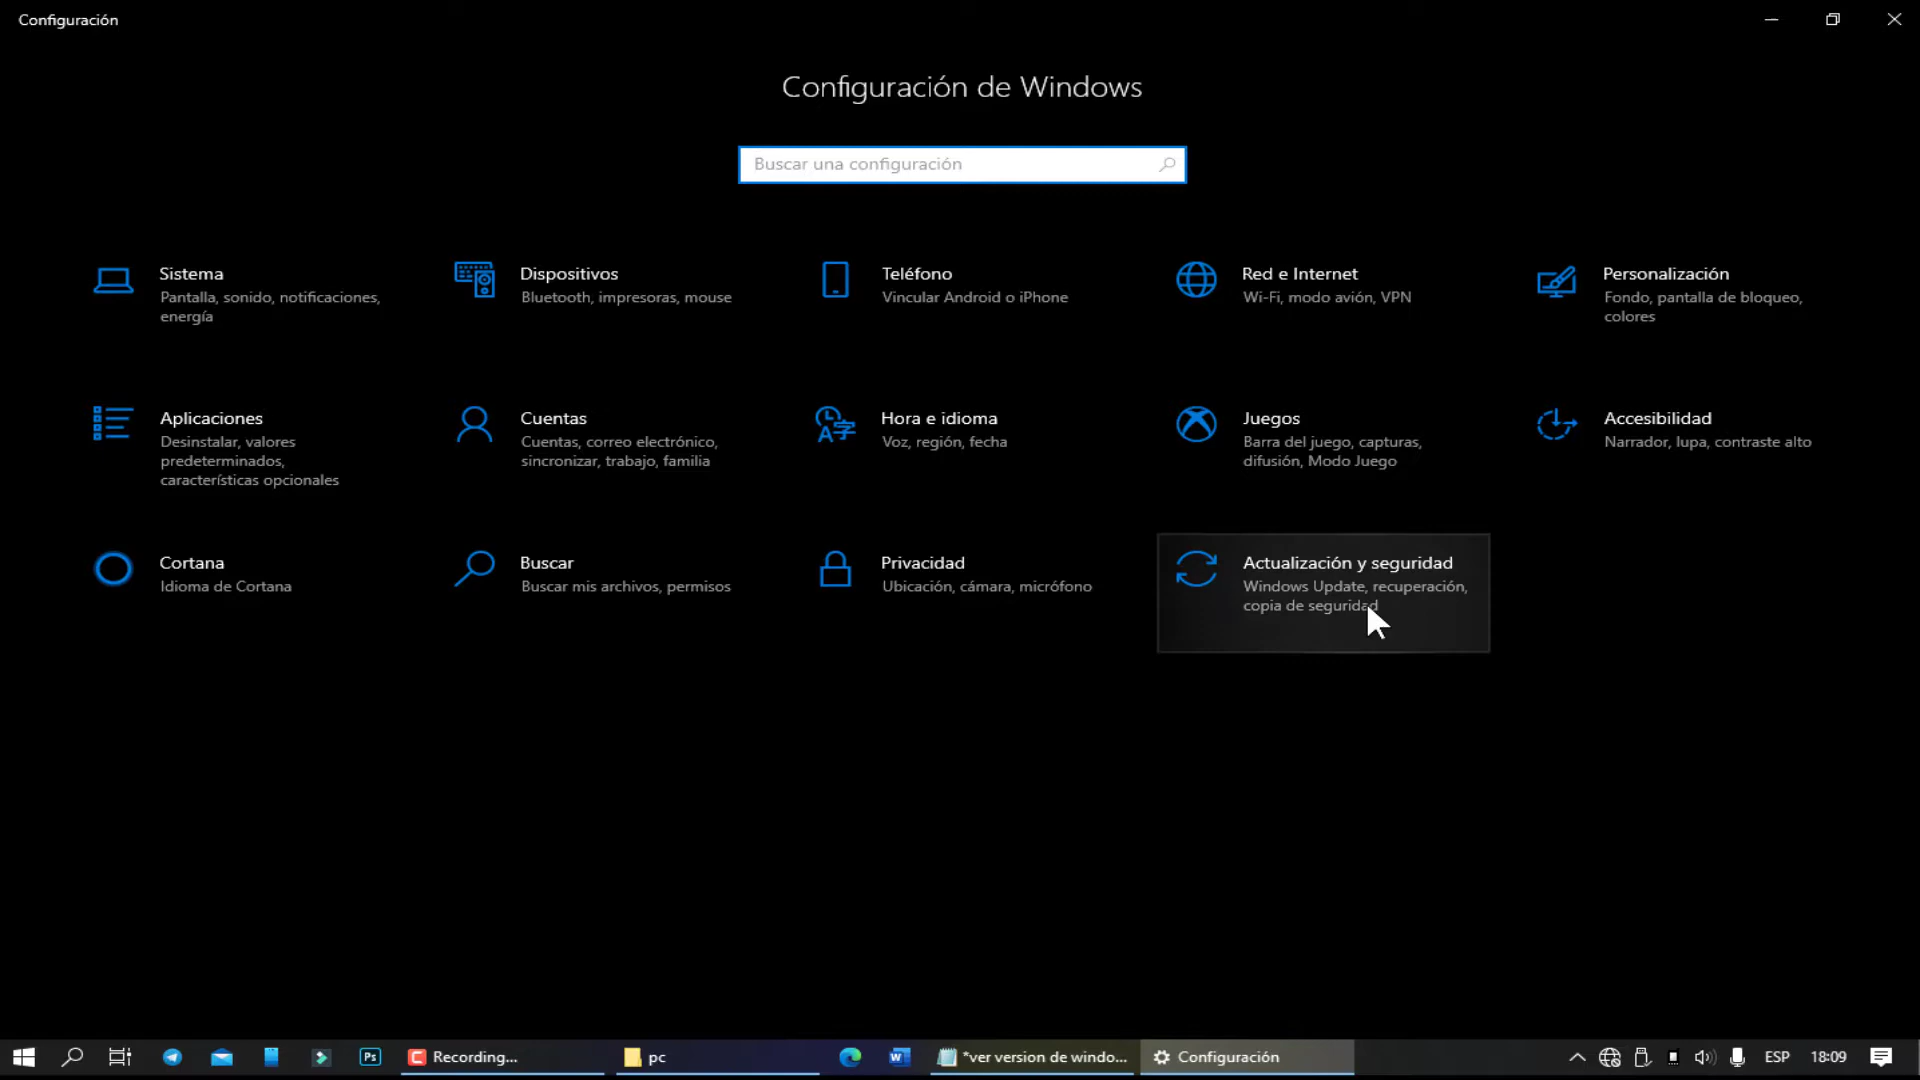 Configuración
Configuración de Windows
Buscar una configuración
Sistema
Pantalla, sonido, notificaciones,
energía
Dispositivos
Bluetooth, impresoras, mouse
Teléfono
Vincular Android o iPhone
Red e Internet
Wi-Fi, modo avión, VPN
Personalización
Fondo, pantalla de bloqueo,
colores
Aplicaciones
Desinstalar, valores
predeterminados,
características opcionales
Cuentas
Cuentas, correo electrónico,
sincronizar, trabajo, familia
Hora e idioma
Voz, región, fecha
Juegos
Barra del juego, capturas,
difusión, Modo Juego
Accesibilidad
Narrador, lupa, contraste alto
Cortana
Idioma de Cortana
Buscar
Buscar mis archivos, permisos
Privacidad
Ubicación, cámara, micrófono
Actualización y seguridad
Windows Update, recuperación,
copia de seguridad
Ps
Recording...
pc
*ver version de windo...
Configuración
ESP
18:09